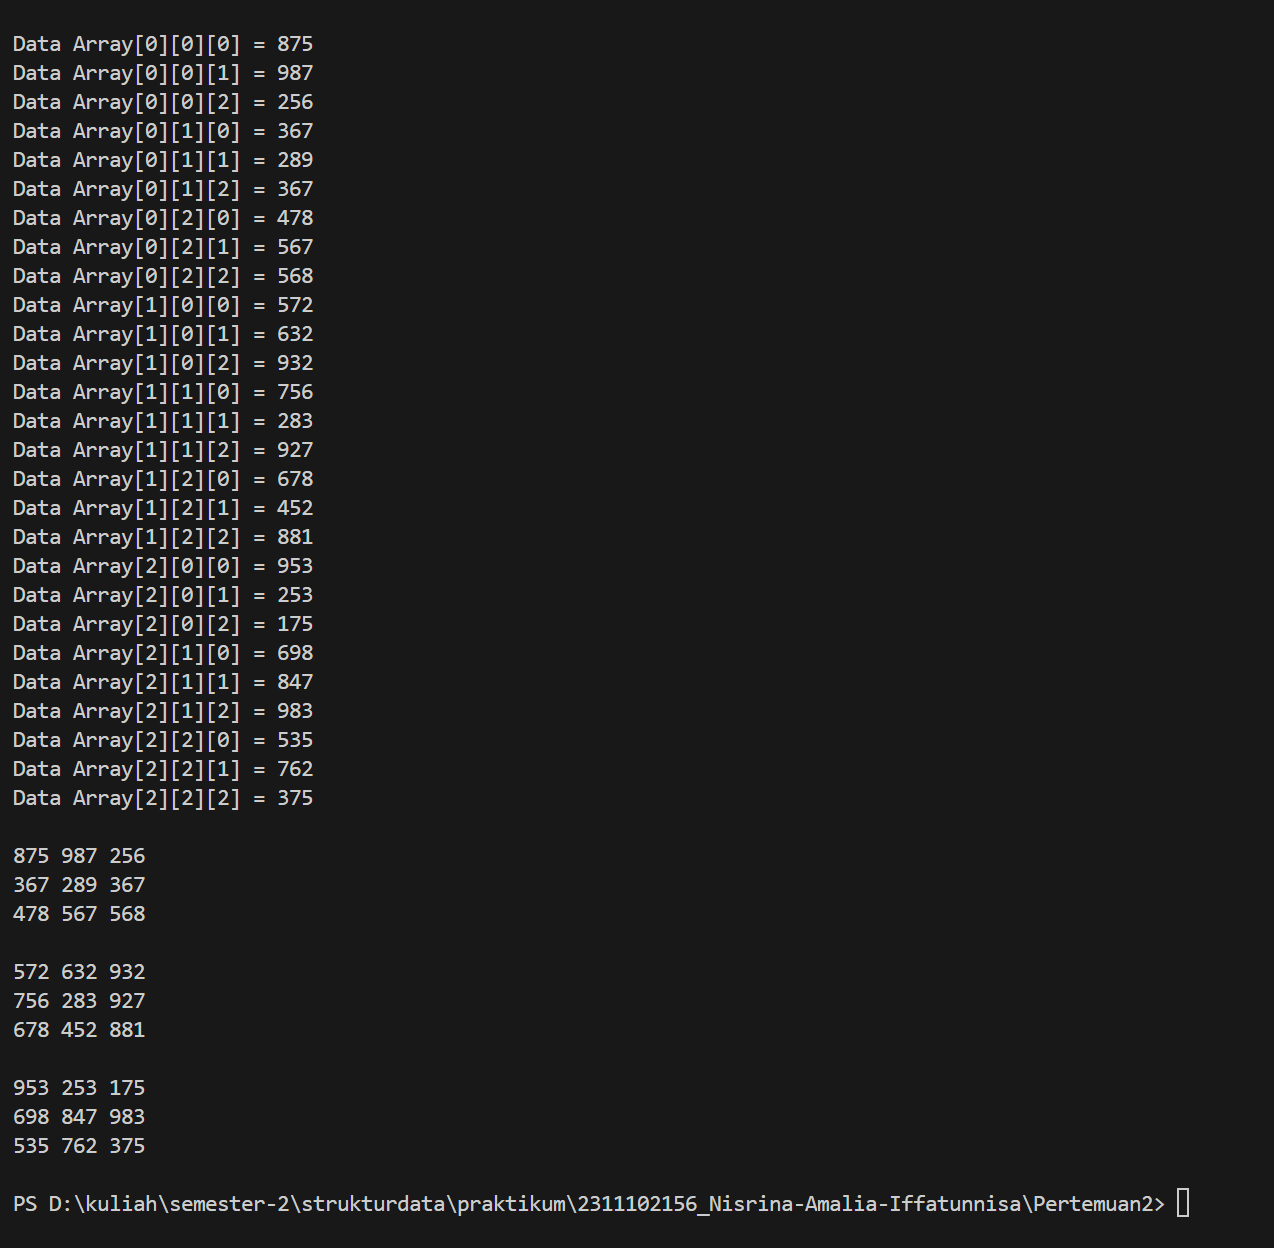 Data Array[0][0][0] = 875
Data Array[0][0][1] = 987
Data Array[0][0][2] = 256
Data Array[0][1][0] = 367
Data Array[0][1][1] = 289
Data Array[0][1][2] = 367
Data Array[0][2][0] = 478
Data Array[0][2][1] = 567
Data Array[0][2][2] = 568
Data Array[1][0][0] = 572
Data Array[1][0][1] = 632
Data Array[1][0][2] = 932
Data Array[1][1][0] = 756
Data Array[1][1][1] = 283
Data Array[1][1][2] = 927
Data Array[1][2][0] = 678
Data Array[1][2][1] = 452
Data Array[1][2][2] = 881
Data Array[2][0][0] = 953
Data Array[2][0][1] = 253
Data Array[2][0][2] = 175
Data Array[2][1][0] = 698
Data Array[2][1][1] = 847
Data Array[2][1][2] = 983
Data Array[2][2][0] = 535
Data Array[2][2][1] = 762
Data Array[2][2][2] = 375
875 987 256
367 289 367
478 567 568
572 632 932
756 283 927
678 452 881
953 253 175
698 847 983
535 762 375
PS D:\kuliah\semester-2\strukturdata\praktikum\2311102156_Nisrina-Amalia-Iffatunnisa\Pertemuan2>